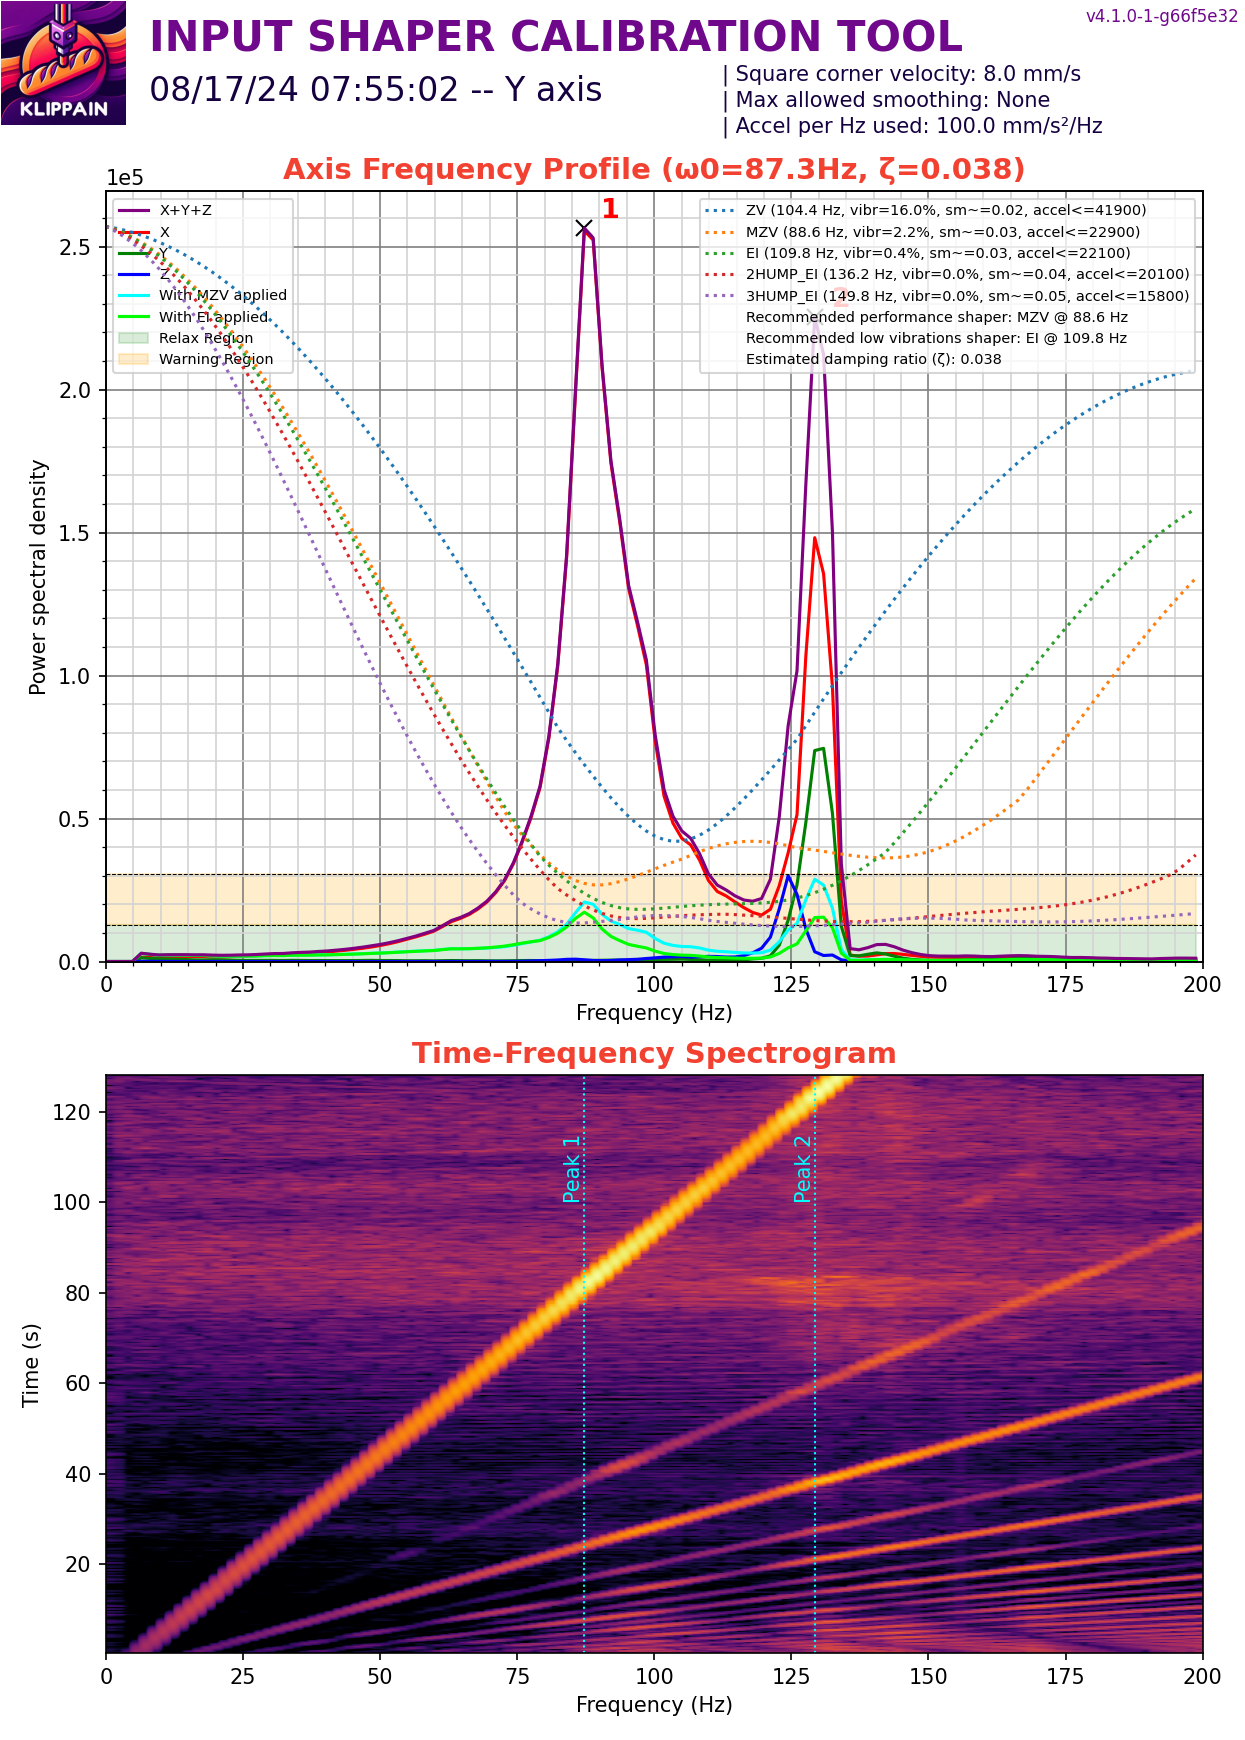 v4.1.0-1-g66f5e32
INPUT SHAPER CALIBRATION TOOL
KLIPPAIN
08/17/24 07:55:02 -- Y axis
| Square corner velocity: 8.0 mm/s
| Max allowed smoothing: None
| Accel per Hz used: 100.0 mm/s²/Hz
Axis Frequency Profile (ω0=87.3Hz, ζ=0.038)
1e5
X+Y+Z
X
Y
Z
With MZV applied
With EI applied
Relax Region
Warning Region
1
2
ZV (104.4 Hz, vibr=16.0%, sm~=0.02, accel<=41900)
MZV (88.6 Hz, vibr=2.2%, sm~=0.03, accel<=22900)
EI (109.8 Hz, vibr=0.4%, sm~=0.03, accel<=22100)
2HUMP_EI (136.2 Hz, vibr=0.0%, sm~=0.04, accel<=20100)
3HUMP_EI (149.8 Hz, vibr=0.0%, sm~=0.05, accel<=15800)
Recommended performance shaper: MZV @ 88.6 Hz
Recommended low vibrations shaper: EI @ 109.8 Hz
Estimated damping ratio (ζ): 0.038
2.5
2.0
1.5
1.0
0.5
0.0
Power spectral density
0 25 50 75 100 125 150 175 200
Frequency (Hz)
Time-Frequency Spectrogram
120
100
80
60
40
20
Time (s)
Peak 1
Peak 2
0 25 50 75 100 125 150 175 200
Frequency (Hz)